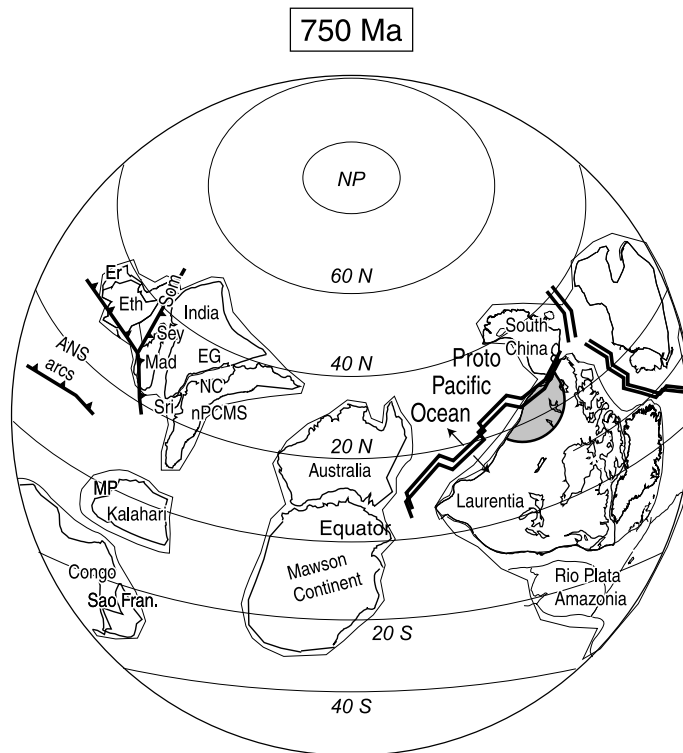 750 Ma
NP
60 N
Er
Eth
Som
India
Sey
Mad
EG
NC
Sri
nPCMS
ANS
arcs
40 N
South
China
Proto
Pacific
Ocean
20 N
Australia
Laurentia
MP
Kalahari
Equator
Mawson
Continent
Congo
Sao Fran.
Rio Plata
Amazonia
20 S
40 S